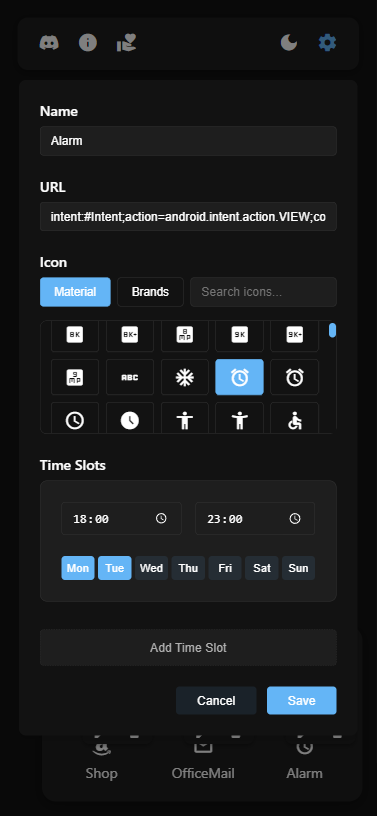 Name
Alarm
URL
intent:#Intent;action=android.intent.action.VIEW;co
Icon
Material Brands Search icons...
8K 8K+ 8 MP 9K 9K+
9 MP ABC
Time Slots
18:00 23:00
Mon Tue Wed Thu Fri Sat Sun
Add Time Slot
Cancel Save
Shop OfficeMail Alarm